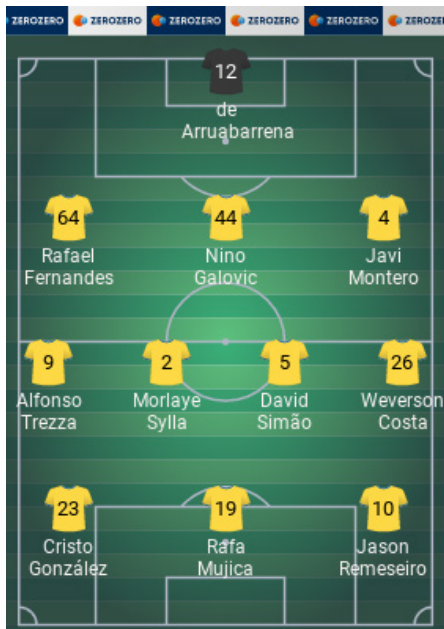 ZEROZERO ZEROZERO ZEROZERO ZEROZERO ZEROZERO ZEROZE
12
de
Arruabarrena
64 44 4
Rafael Nino Javi
Fernandes Galovic Montero
9 2 5 26
Alfonso Morlaye David Weverson
Trezza Sylla Simão Costa
23 19 10
Cristo Rafa Jason
González Mujica Remeseiro